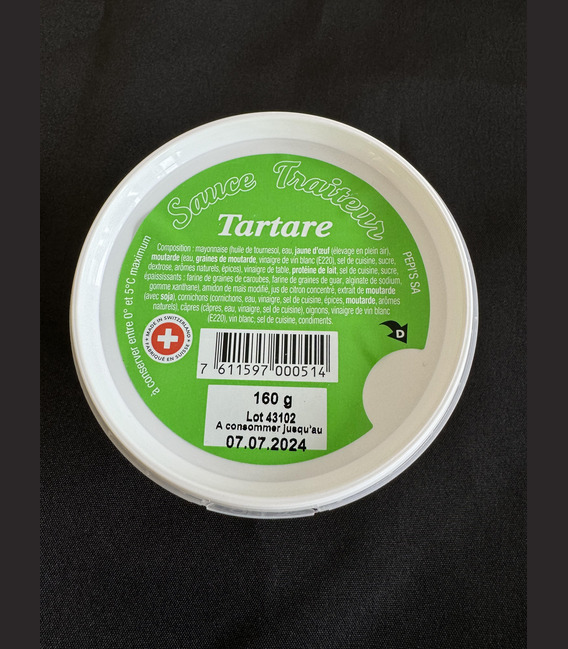 Sauce Traiteur
Tartare
Composition : mayonnaise (huile de tournesol, eau, jaune d'œuf (élevage en plein air),
moutarde (eau, graines de moutarde, vinaigre de vin blanc (E220), sel de cuisine, sucre,
dextrose, arômes naturels, épices), vinaigre de table, protéine de lait, sel de cuisine, sucre,
épaississants : farine de graines de caroubes, farine de graines de guar, alginate de sodium,
gomme xanthane), amidon de maïs modifié, jus de citron concentré, extrait de moutarde
(avec soja), cornichons (cornichons, eau, vinaigre, sel de cuisine, épices, moutarde, arômes
naturels), câpres (câpres, eau, vinaigre, sel de cuisine), oignons, vinaigre de vin blanc
(E220), vin blanc, sel de cuisine, condiments.
à conserver entre 0° et 5°C maximum
PEPI'S SA
D
MADE IN SWITZERLAND
FABRIQUÉ EN SUISSE
7 611597 000514
160 g
Lot 43102
A consommer jusqu'au
07.07.2024